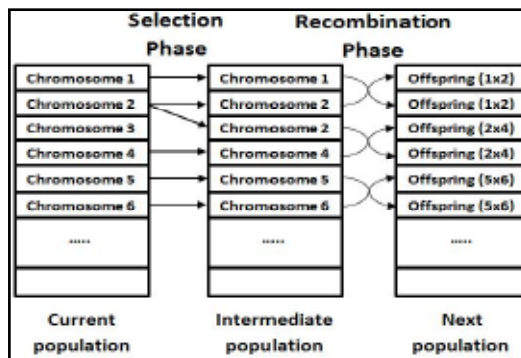 Selection Recombination
Phase Phase
Chromosome 1 Chromosome 1 Offspring (1x2)
Chromosome 2 Chromosome 2 Offspring (1x2)
Chromosome 3 Chromosome 2 Offspring (2x4)
Chromosome 4 Chromosome 4 Offspring (2x4)
Chromosome 5 Chromosome 5 Offspring (5x6)
Chromosome 6 Chromosome 6 Offspring (5x6)
..... ..... .....
Current Intermediate Next
population population population